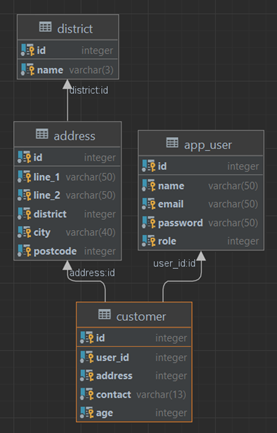 district
id integer
name varchar(3)
district:id
address
id integer
line_1 varchar(50)
line_2 varchar(50)
district integer
city varchar(40)
postcode integer
app_user
id integer
name varchar(50)
email varchar(50)
password varchar(50)
role integer
address:id
user_id:id
customer
id integer
user_id integer
address integer
contact varchar(13)
age integer